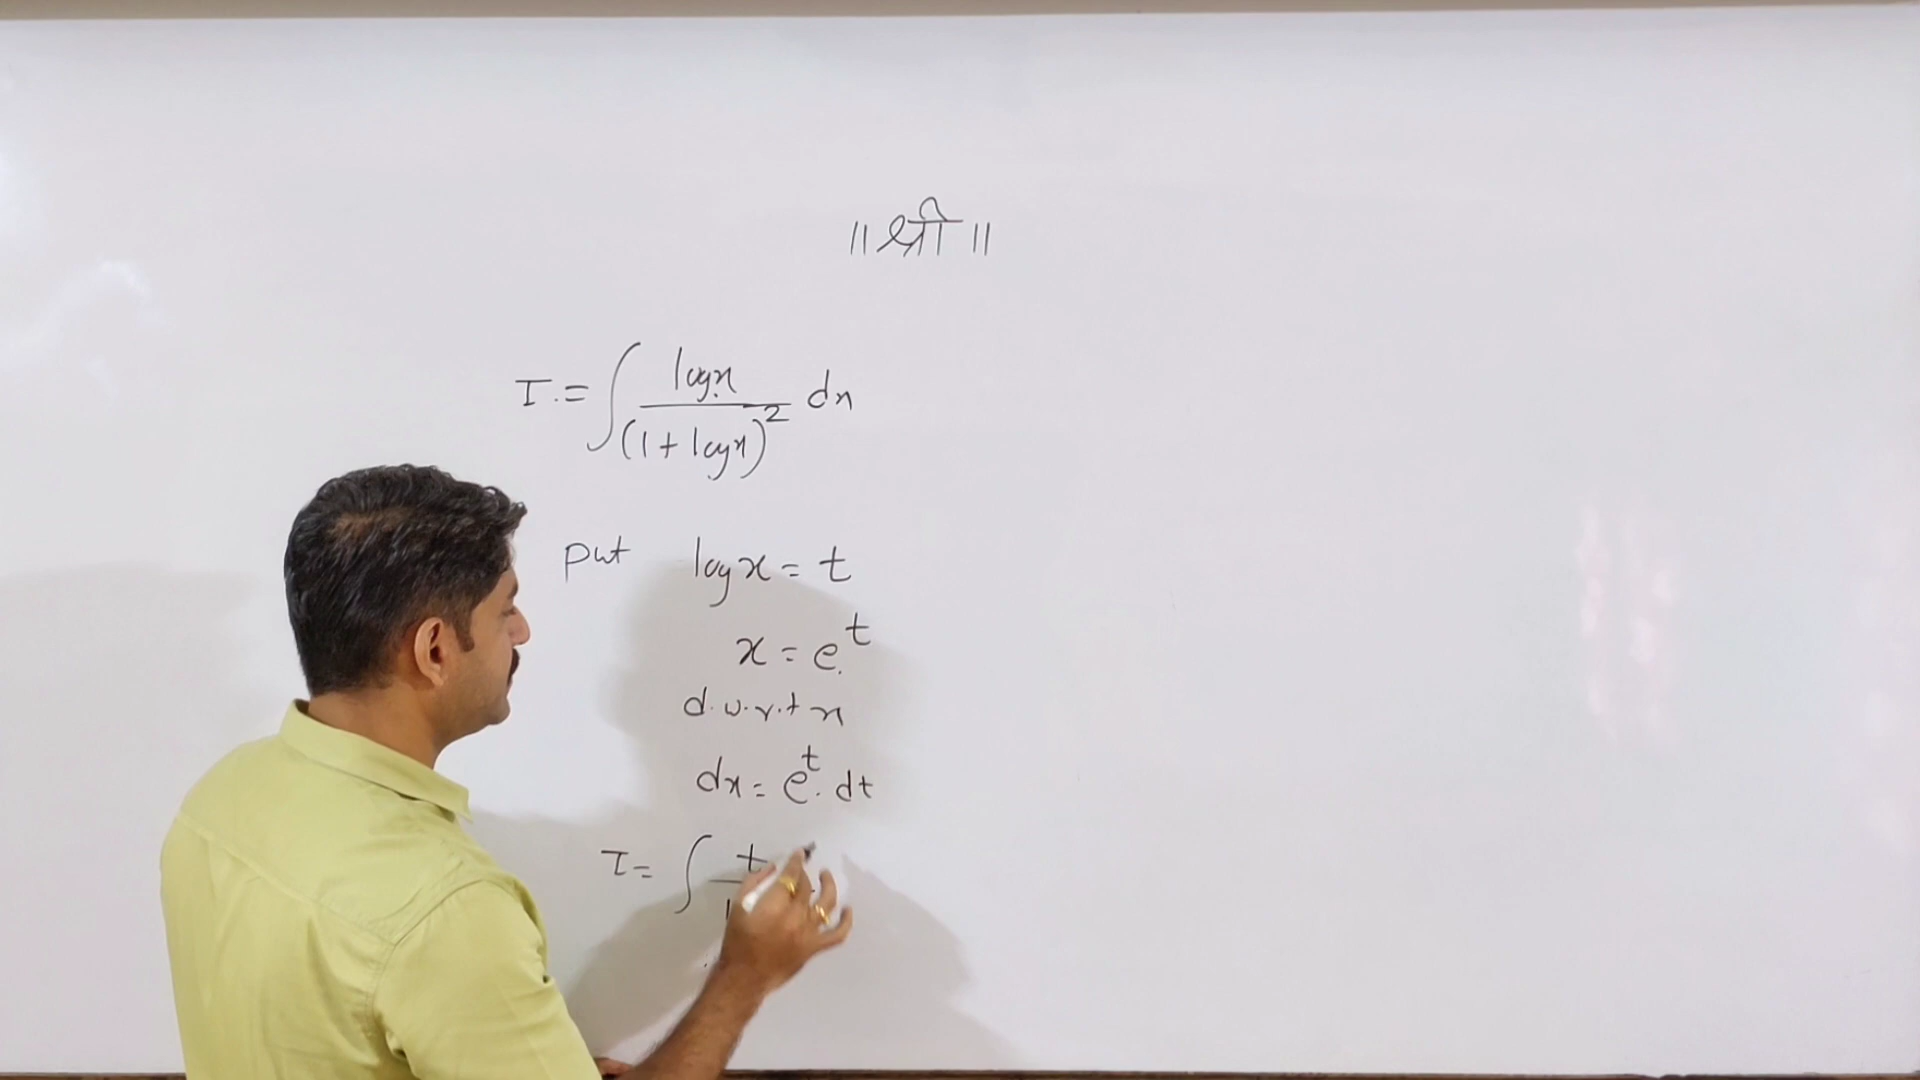 ॥ श्री ॥
I = ∫ logx / (1 + logx)² dx
put logx = t
x = e^t
d.w.r.t x
dx = e^t . dt
I = ∫ t